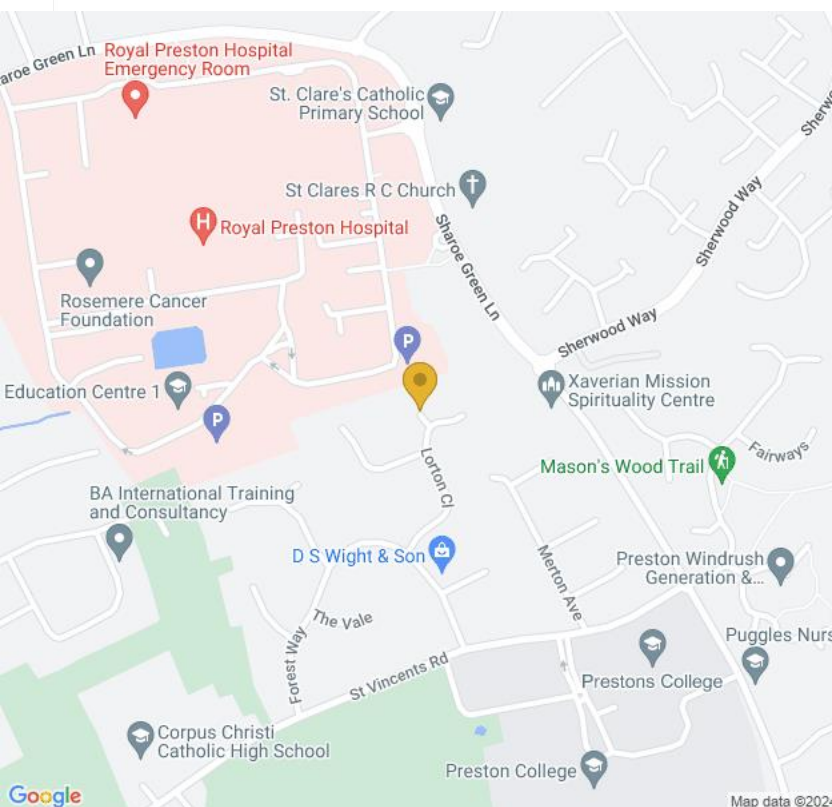 aroe Green Ln
Royal Preston Hospital
Emergency Room
St. Clare's Catholic
Primary School
Sherwo
St Clares R C Church
H
Royal Preston Hospital
Sharoe Green Ln
Sherwood Way
Rosemere Cancer
Foundation
Sherwood Way
P
Education Centre 1
P
Xaverian Mission
Spirituality Centre
Lorton Cl
Mason's Wood Trail
Fairways
BA International Training
and Consultancy
D S Wight & Son
Merton Ave
Preston Windrush
Generation &...
The Vale
Forest Way
St Vincents Rd
Puggles Nurs
Prestons College
Corpus Christi
Catholic High School
Preston College
Google
Map data ©2024